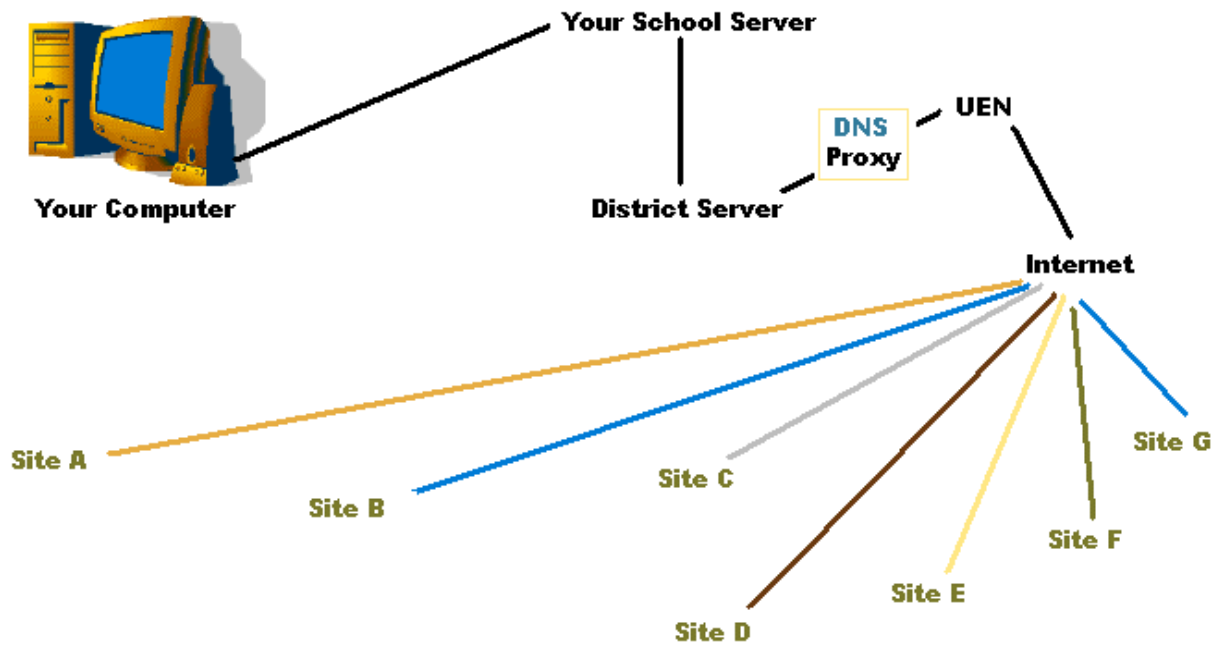 Your School Server
UEN
DNS
Proxy
Your Computer
District Server
Internet
Site A
Site B
Site C
Site D
Site E
Site F
Site G